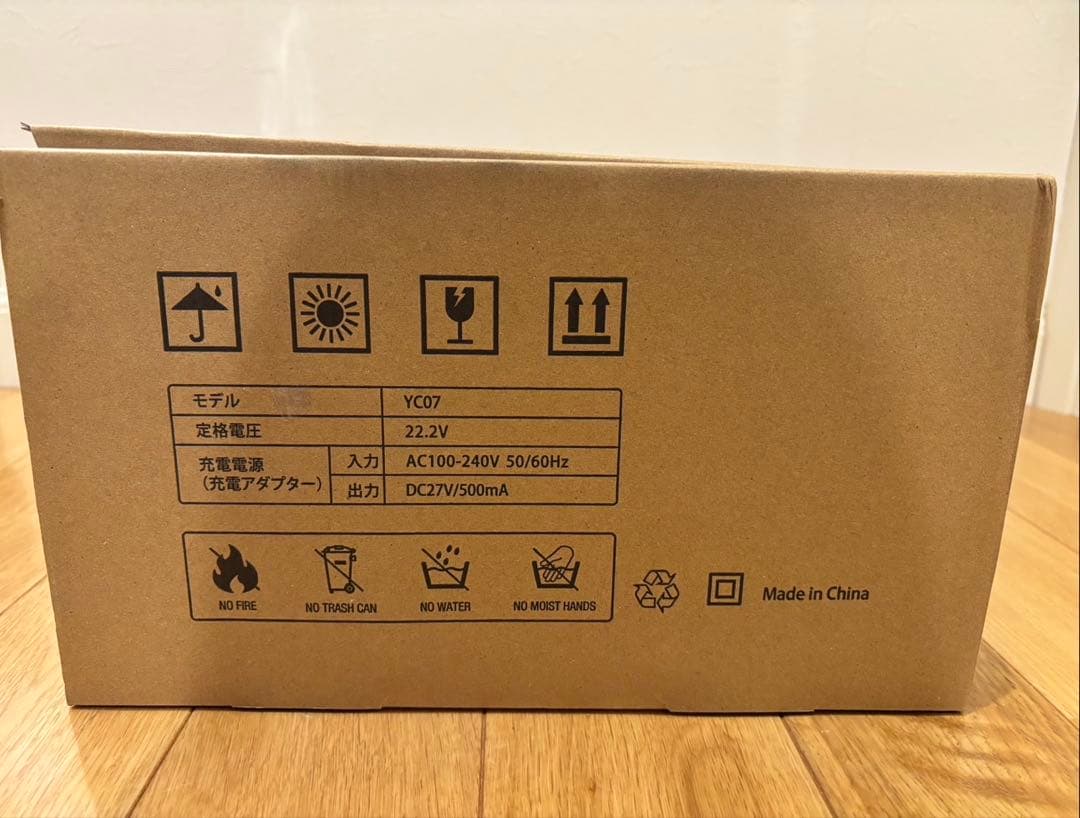 モデル YC07
定格電圧 22.2V
充電電源 入力 AC100-240V 50/60Hz
（充電アダプター） 出力 DC27V/500mA
NO FIRE NO TRASH CAN NO WATER NO MOIST HANDS
Made in China